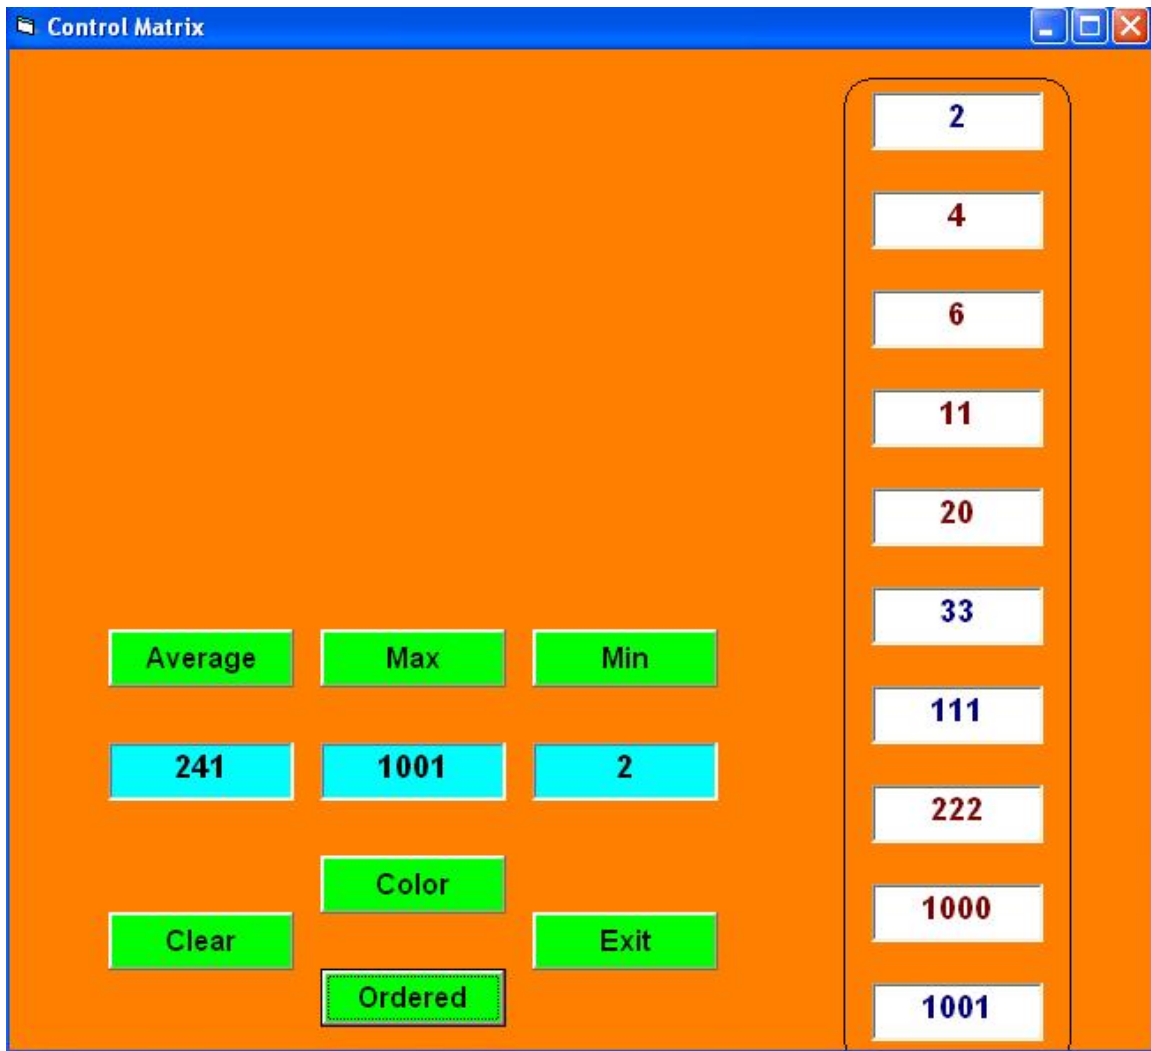 Control Matrix
2
4
6
11
20
33
111
222
1000
1001
Average Max Min
241 1001 2
Color
Clear Exit
Ordered